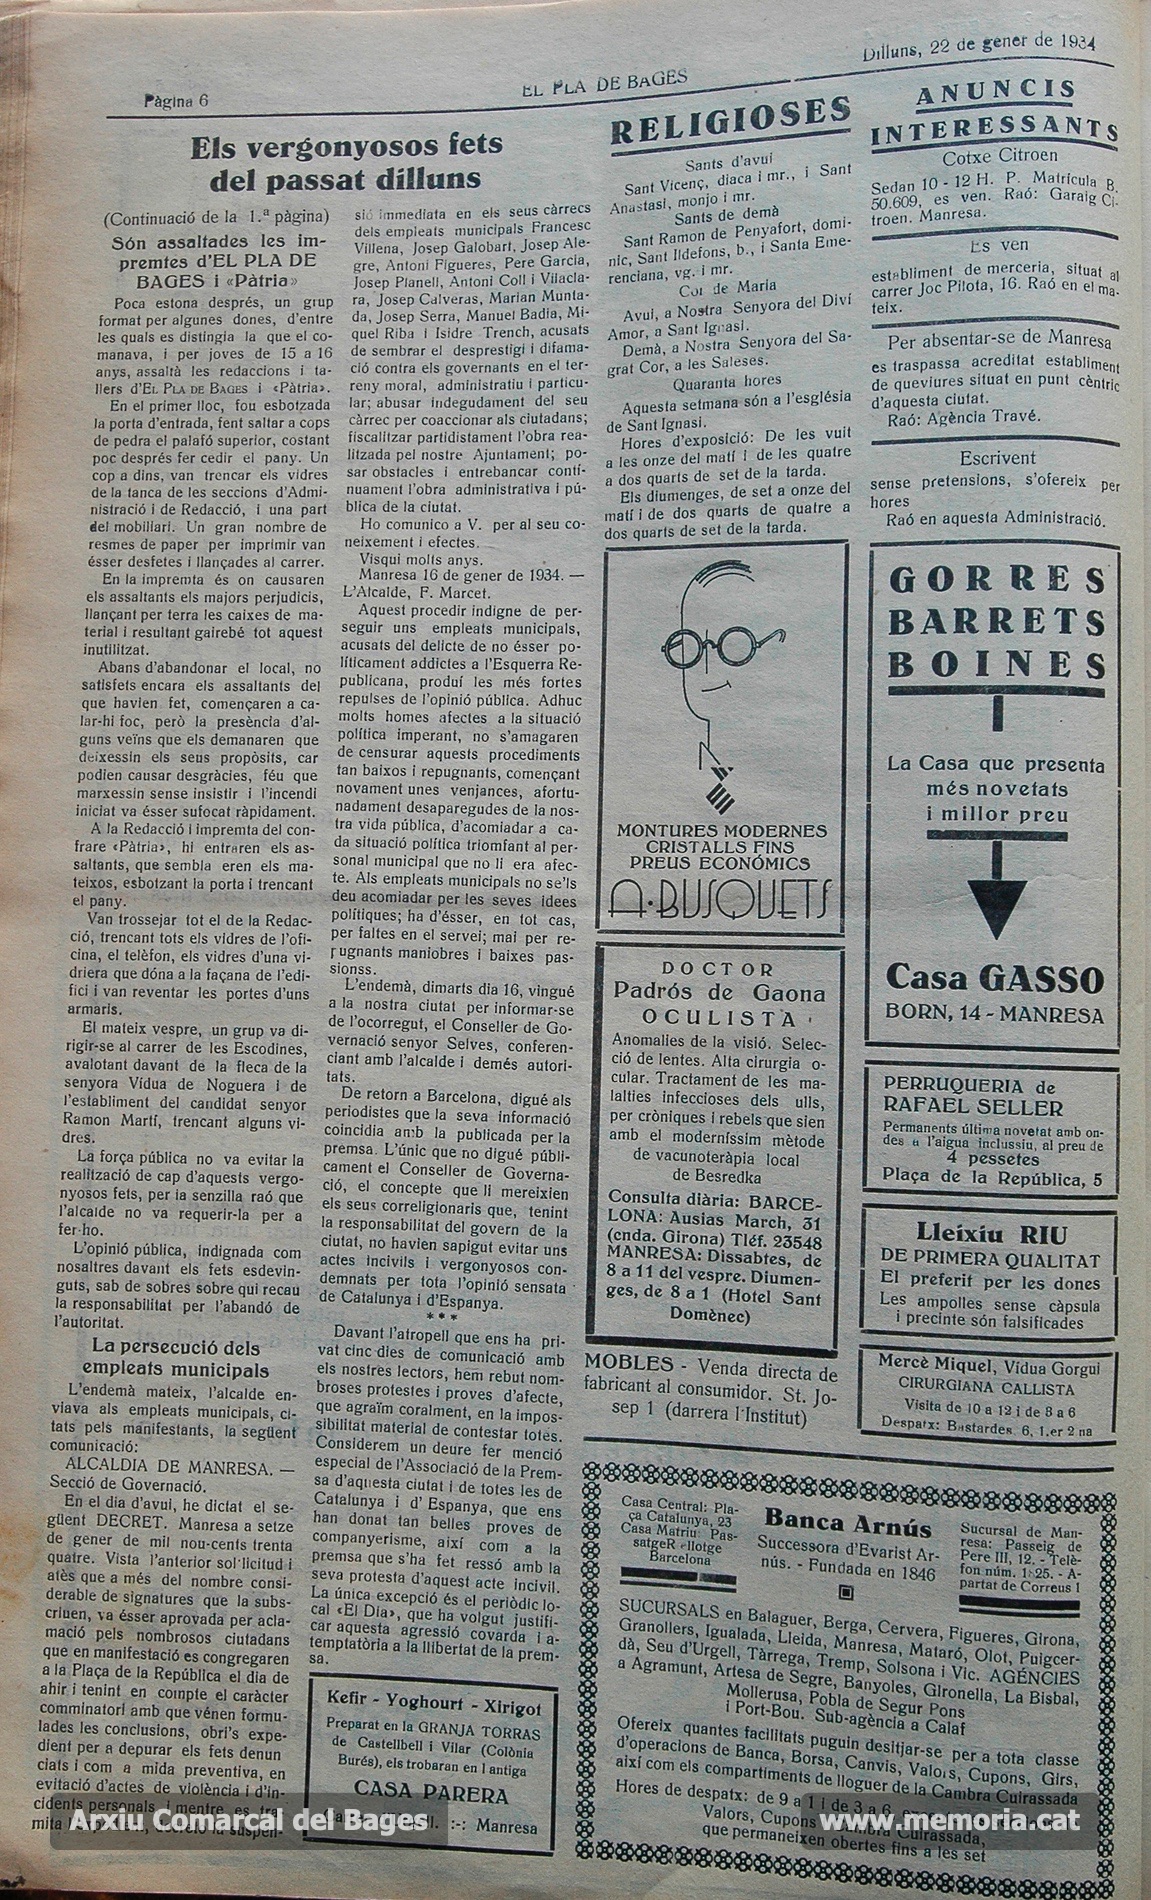 Pàgina 6
EL PLA DE BAGES
Dilluns, 22 de gener de 1934
Els vergonyosos fets
del passat dilluns
(Continuació de la 1.ª pàgina)
Són assaltades les im-
premtes d'EL PLA DE
BAGES i «Pàtria»
Poca estona després, un grup
format per algunes dones, d'entre
les quals es distingia la que el co-
manava, i per joves de 15 a 16
anys, assaltà les redaccions i ta-
llers d'EL PLA DE BAGES i «Pàtria».
En el primer lloc, fou esbotzada
la porta d'entrada, fent saltar a cops
de pedra el palafó superior, costant
poc després fer cedir el pany. Un
cop a dins, van trencar els vidres
de la tanca de les seccions d'Admi-
nistració i de Redacció, i una part
del mobiliari. Un gran nombre de
resmes de paper per imprimir van
ésser desfetes i llançades al carrer.
En la impremta és on causaren
els assaltants els majors perjudicis,
llançant per terra les caixes de ma-
terial i resultant gairebé tot aquest
inutilitzat.
Abans d'abandonar el local, no
satisfets encara els assaltants del
que havien fet, començaren a ca-
lar-hi foc, però la presència d'al-
guns veïns que els demanaren que
deixessin els seus propòsits, car
podien causar desgràcies, féu que
marxessin sense insistir i l'incendi
iniciat va ésser sufocat ràpidament.
A la Redacció i impremta del con-
frare «Pàtria», hi entraren els as-
saltants, que sembla eren els ma-
teixos, esbotzant la porta i trencant
el pany.
Van trossejar tot el de la Redac-
ció, trencant tots els vidres de l'ofi-
cina, el telèfon, els vidres d'una vi-
driera que dóna a la façana de l'edi-
fici i van reventar les portes d'uns
armaris.
El mateix vespre, un grup va di-
rigir-se al carrer de les Escodines,
avalotant davant de la fleca de la
senyora Vídua de Noguera i de
l'establiment del candidat senyor
Ramon Martí, trencant alguns vi-
dres.
La força pública no va evitar la
realització de cap d'aquests vergo-
nyosos fets, per la senzilla raó que
l'alcalde no va requerir-la per a
fer-ho.
L'opinió pública, indignada com
nosaltres davant els fets esdevin-
guts, sab de sobres sobre qui recau
la responsabilitat per l'abandó de
l'autoritat.
La persecució dels
empleats municipals
L'endemà mateix, l'alcalde en-
viava als empleats municipals, ci-
tats pels manifestants, la següent
comunicació:
ALCALDIA DE MANRESA. —
Secció de Governació.
En el dia d'avui, he dictat el se-
güent DECRET. Manresa a setze
de gener de mil nou-cents trenta
quatre. Vista l'anterior sol·licitud i
atès que a més del nombre consi-
derable de signatures que la subs-
criuen, va ésser aprovada per acla-
mació pels nombrosos ciutadans
que en manifestació es congregaren
a la Plaça de la República el dia de
ahir i tenint en compte el caràcter
comminatori amb que vénen formu-
lades les conclusions, obri's expe-
dient per a depurar els fets denun
ciats i com a mida preventiva, en
evitació d'actes de violència i d'in-
cidents personals i mentre es tra-
mita decreto la suspen-
sió immediata en els seus càrrecs
dels empleats municipals Francesc
Villena, Josep Galobart, Josep Ale-
gre, Antoni Figueres, Pere Garcia,
Josep Planell, Antoni Coll i Vilacla-
ra, Josep Calveras, Marian Munta-
da, Josep Serra, Manuel Badia, Mi-
quel Riba i Isidre Trench, acusats
de sembrar el desprestigi i difama-
ció contra els governants en el ter-
reny moral, administratiu i particu-
lar; abusar indegudament del seu
càrrec per coaccionar als ciutadans;
fiscalitzar partidistament l'obra rea-
litzada pel nostre Ajuntament; po-
sar obstacles i entrebancar contí-
nuament l'obra administrativa i pú-
blica de la ciutat.
Ho comunico a V. per al seu co-
neixement i efectes.
Visqui molts anys.
Manresa 16 de gener de 1934. —
L'Alcalde, F. Marcet.
Aquest procedir indigne de per-
seguir uns empleats municipals,
acusats del delicte de no ésser po-
líticament addictes a l'Esquerra Re-
publicana, produí les més fortes
repulses de l'opinió pública. Adhuc
molts homes afectes a la situació
política imperant, no s'amagaren
de censurar aquests procediments
tan baixos i repugnants, començant
novament unes venjances, afortu-
nadament desaparegudes de la nos-
tra vida pública, d'acomiadar a ca-
da situació política triomfant al per-
sonal municipal que no li era afec-
te. Als empleats municipals no se'ls
deu acomiadar per les seves idees
polítiques; ha d'ésser, en tot cas,
per faltes en el servei; mai per re-
rugnants maniobres i baixes pas-
sionss.
L'endemà, dimarts dia 16, vingué
a la nostra ciutat per informar-se
de l'ocorregut, el Conseller de Go-
vernació senyor Selves, conferen-
ciant amb l'alcalde i demés autori-
tats.
De retorn a Barcelona, digué als
periodistes que la seva informació
coincidia amb la publicada per la
premsa. L'únic que no digué públi-
cament el Conseller de Governa-
ció, el concepte que li mereixien
els seus correligionaris que, tenint
la responsabilitat del govern de la
ciutat, no havien sapigut evitar uns
actes incivils i vergonyosos con-
demnats per tota l'opinió sensata
de Catalunya i d'Espanya.
* * *
Davant l'atropell que ens ha pri-
vat cinc dies de comunicació amb
els nostres lectors, hem rebut nom-
broses protestes i proves d'afecte,
que agraïm coralment, en la impos-
sibilitat material de contestar totes.
Considerem un deure fer menció
especial de l'Associació de la Prem-
sa d'aquesta ciutat i de totes les de
Catalunya i d' Espanya, que ens
han donat tan belles proves de
companyerisme, així com a la
premsa que s'ha fet ressó amb la
seva protesta d'aquest acte incivil.
La única excepció és el periòdic lo-
cal «El Dia», que ha volgut justifi-
car aquesta agressió covarda i a-
temptatòria a la llibertat de la prem-
sa.
Kefir - Yoghourt - Xirigot
Preparat en la GRANJA TORRAS
de Castellbell i Vilar (Colònia
Burés), els trobaran en l antiga
CASA PARERA
:-: Manresa
RELIGIOSES
Sants d'avui
Sant Vicenç, diaca i mr., i Sant
Anastasi, monjo i mr.
Sants de demà
Sant Ramon de Penyafort, domi-
nic, Sant Ildefons, b., i Santa Eme-
renciana, vg. i mr.
Cor de Maria
Avui, a Nostra Senyora del Diví
Amor, a Sant Ignasi.
Demà, a Nostra Senyora del Sa-
grat Cor, a les Saleses.
Quaranta hores
Aquesta setmana són a l'església
de Sant Ignasi.
Hores d'exposició: De les vuit
a les onze del matí i de les quatre
a dos quarts de set de la tarda.
Els diumenges, de set a onze del
matí i de dos quarts de quatre a
dos quarts de set de la tarda.
MONTURES MODERNES
CRISTALLS FINS
PREUS ECONÓMICS
A·BUSQUETS
DOCTOR
Padrós de Gaona
OCULISTA
Anomalies de la visió. Selec-
ció de lentes. Alta cirurgia o-
cular. Tractament de les ma-
lalties infeccioses dels ulls,
per cròniques i rebels que sien
amb el moderníssim mètode
de vacunoteràpia local
de Besredka
Consulta diària: BARCE-
LONA: Ausias March, 31
(cnda. Girona) Tléf. 23548
MANRESA: Dissabtes, de
8 a 11 del vespre. Diumen-
ges, de 8 a 1 (Hotel Sant
Domènec)
MOBLES - Venda directa de
fabricant al consumidor. St. Jo-
sep 1 (darrera l'Institut)
ANUNCIS
INTERESSANTS
Cotxe Citroen
Sedan 10 - 12 H. P. Matrícula B.
50.609, es ven. Raó: Garaig Ci-
troen. Manresa.
Es ven
establiment de merceria, situat al
carrer Joc Pilota, 16. Raó en el ma-
teix.
Per absentar-se de Manresa
es traspassa acreditat establiment
de queviures situat en punt cèntric
d'aquesta ciutat.
Raó: Agència Travé.
Escrivent
sense pretensions, s'ofereix per
hores
Raó en aquesta Administració.
GORRES
BARRETS
BOINES
La Casa que presenta
més novetats
i millor preu
Casa GASSO
BORN, 14 - MANRESA
PERRUQUERIA de
RAFAEL SELLER
Permanents última novetat amb on-
des a l'aigua inclussiu, al preu de
4 pessetes
Plaça de la República, 5
Lleixiu RIU
DE PRIMERA QUALITAT
El preferit per les dones
Les ampolles sense càpsula
i precinte són falsificades
Mercè Miquel, Vídua Gorgui
CIRURGIANA CALLISTA
Visita de 10 a 12 i de 3 a 6
Despatx: Bastardes, 6, 1.er 2 na
Casa Central: Pla-
ça Catalunya, 23
Casa Matriu: Pas-
satge Rellotge
Barcelona
Banca Arnús
Successora d'Evarist Ar-
nús. - Fundada en 1846
Sucursal de Man-
resa: Passeig de
Pere III, 12. - Telè-
fon núm. 1·25. - A-
partat de Correus 1
SUCURSALS en Balaguer, Berga, Cervera, Figueres, Girona,
Granollers, Igualada, Lleida, Manresa, Mataró, Olot, Puigcer-
dà, Seu d'Urgell, Tàrrega, Tremp, Solsona i Vic. AGÉNCIES
a Agramunt, Artesa de Segre, Banyoles, Gironella, La Bisbal,
Mollerusa, Pobla de Segur Pons
i Port-Bou. Sub-agència a Calaf
Ofereix quantes facilitats puguin desitjar-se per a tota classe
d'operacions de Banca, Borsa, Canvis, Valors, Cupons, Girs,
així com els compartiments de lloguer de la Cambra Cuirassada
Hores de despatx: de 9 a 1 i de 3 a 6,
Valors, Cupons Cambra Cuirassada,
que permaneixen obertes fins a les set
Arxiu Comarcal del Bages
www.memoria.cat